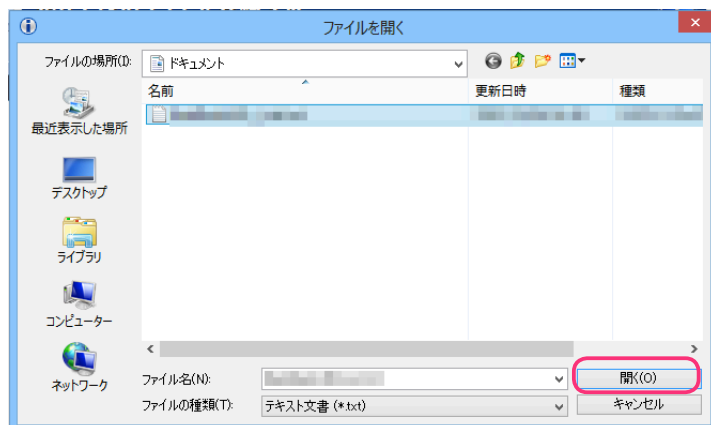 ファイルを開く
ファイルの場所(I):
ドキュメント
名前
更新日時
種類
最近表示した場所
デスクトップ
ライブラリ
コンピューター
ネットワーク
ファイル名(N):
開く(O)
ファイルの種類(T):
テキスト文書 (*.txt)
キャンセル